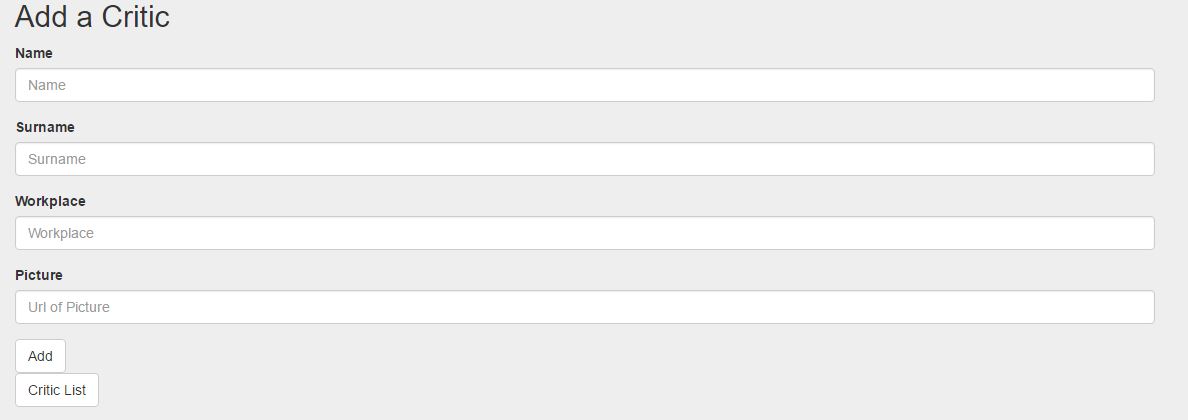 Add a Critic
Name
Name
Surname
Surname
Workplace
Workplace
Picture
Url of Picture
Add
Critic List